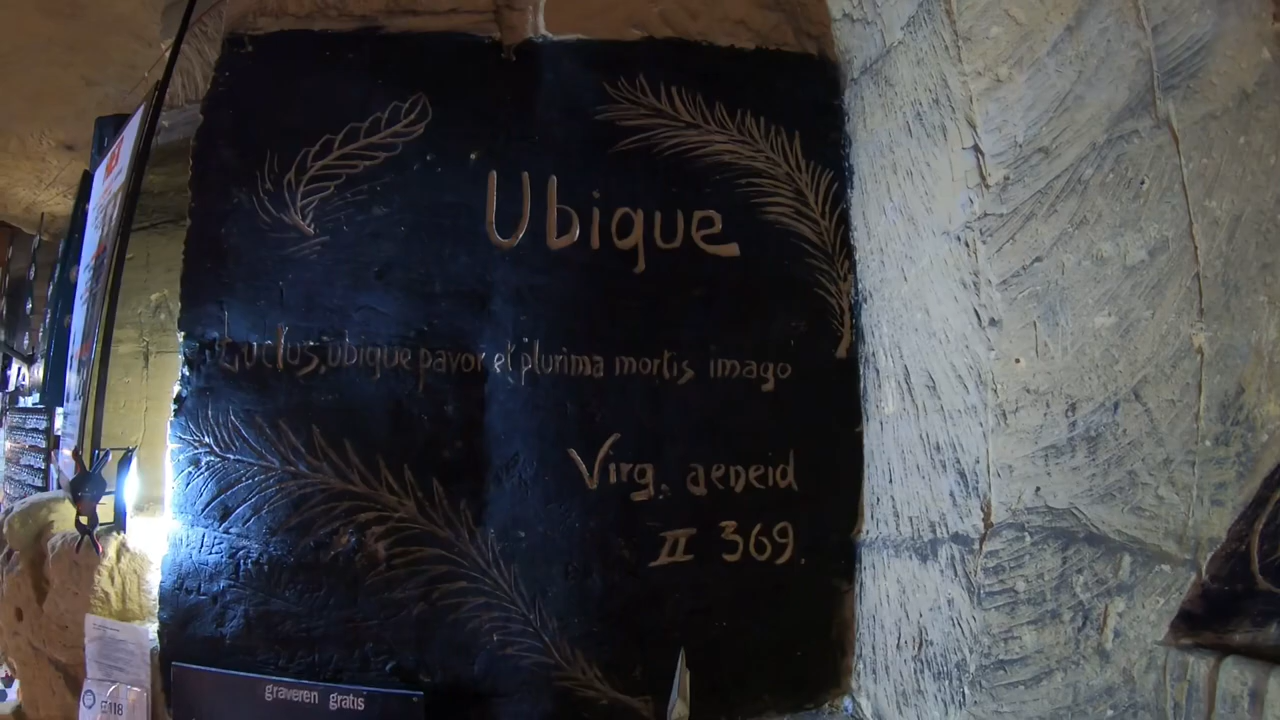 Ubique
Luctus, ubique pavor et plurima mortis imago
Virg. aeneid
II 369.
graveren gratis